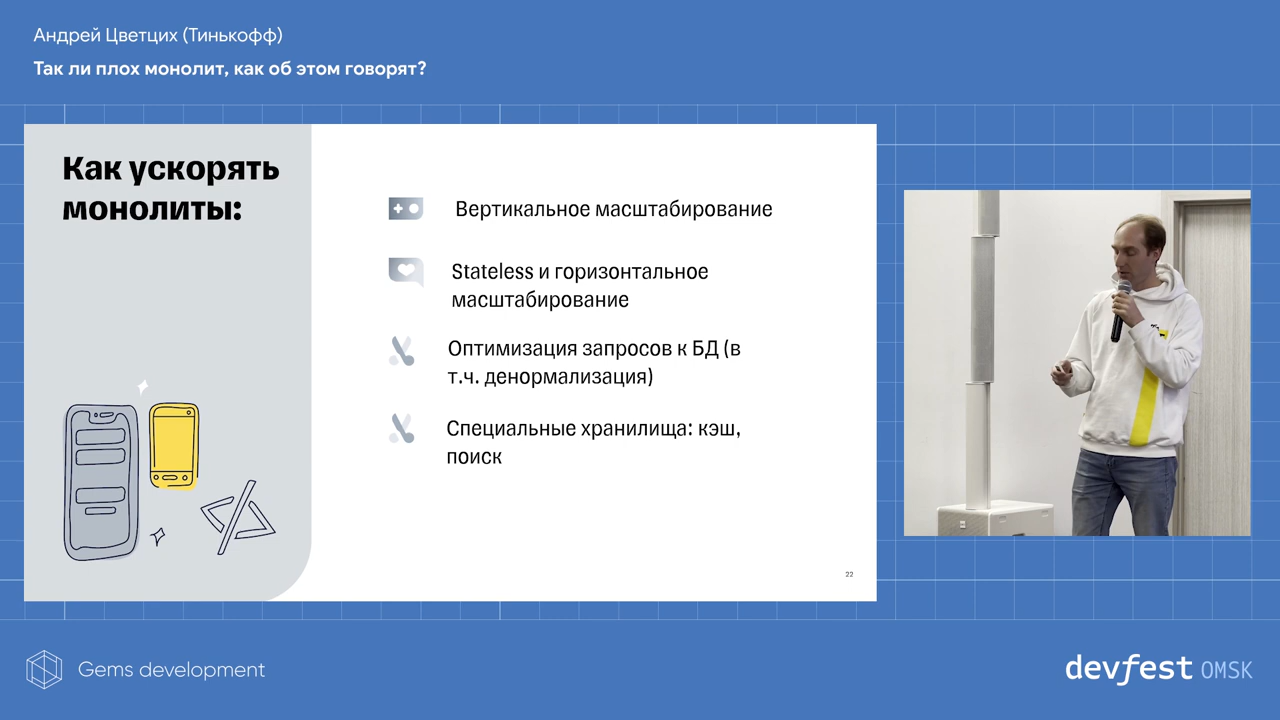 Андрей Цветцих (Тинькофф)
Так ли плох монолит, как об этом говорят?
Как ускорять
монолиты:
Вертикальное масштабирование
Stateless и горизонтальное
масштабирование
Оптимизация запросов к БД (в
т.ч. денормализация)
Специальные хранилища: кэш,
поиск
22
Gems development
devfest OMSK